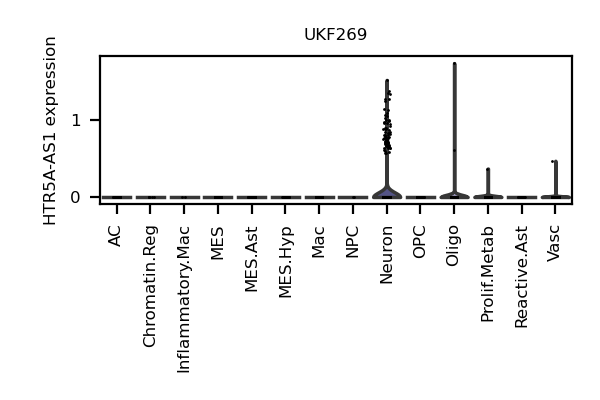 UKF269
HTR5A-AS1 expression
1
0
AC
Chromatin.Reg
Inflammatory.Mac
MES
MES.Ast
MES.Hyp
Mac
NPC
Neuron
OPC
Oligo
Prolif.Metab
Reactive.Ast
Vasc